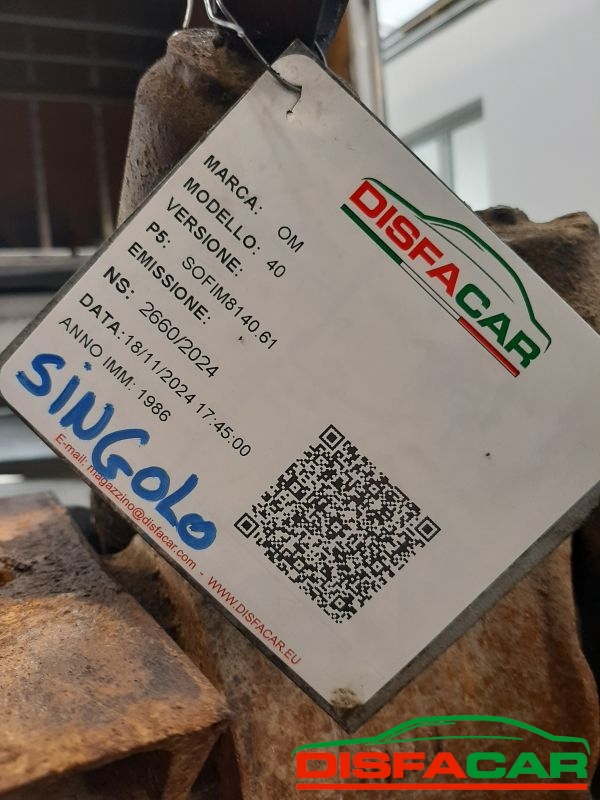 MARCA: OM
MODELLO: 40
VERSIONE:
P5: SOFIM8140.61
EMISSIONE:
NS: 2660/2024
DATA:18/11/2024 17:45:00
ANNO IMM: 1986
SINGOLO
E-mail: magazzino@disfacar.com - WWW.DISFACAR.EU
DISFACAR
DISFACAR